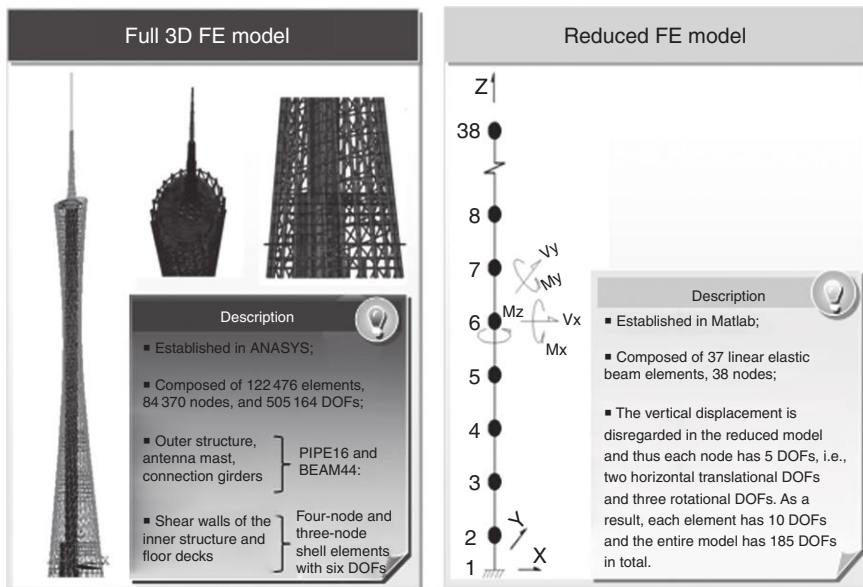 Full 3D FE model
Description
■ Established in ANASYS;
■ Composed of 122 476 elements,
84 370 nodes, and 505 164 DOFs;
■ Outer structure,
antenna mast,
connection girders
PIPE16 and
BEAM44:
■ Shear walls of the
inner structure and
floor decks
Four-node and
three-node
shell elements
with six DOFs
Reduced FE model
Z
38
8
7
Vy
My
6
Mz
Vx
Mx
5
4
3
2
Y
1
X
Description
■ Established in Matlab;
■ Composed of 37 linear elastic
beam elements, 38 nodes;
■ The vertical displacement is
disregarded in the reduced model
and thus each node has 5 DOFs, i.e.,
two horizontal translational DOFs
and three rotational DOFs. As a
result, each element has 10 DOFs
and the entire model has 185 DOFs
in total.